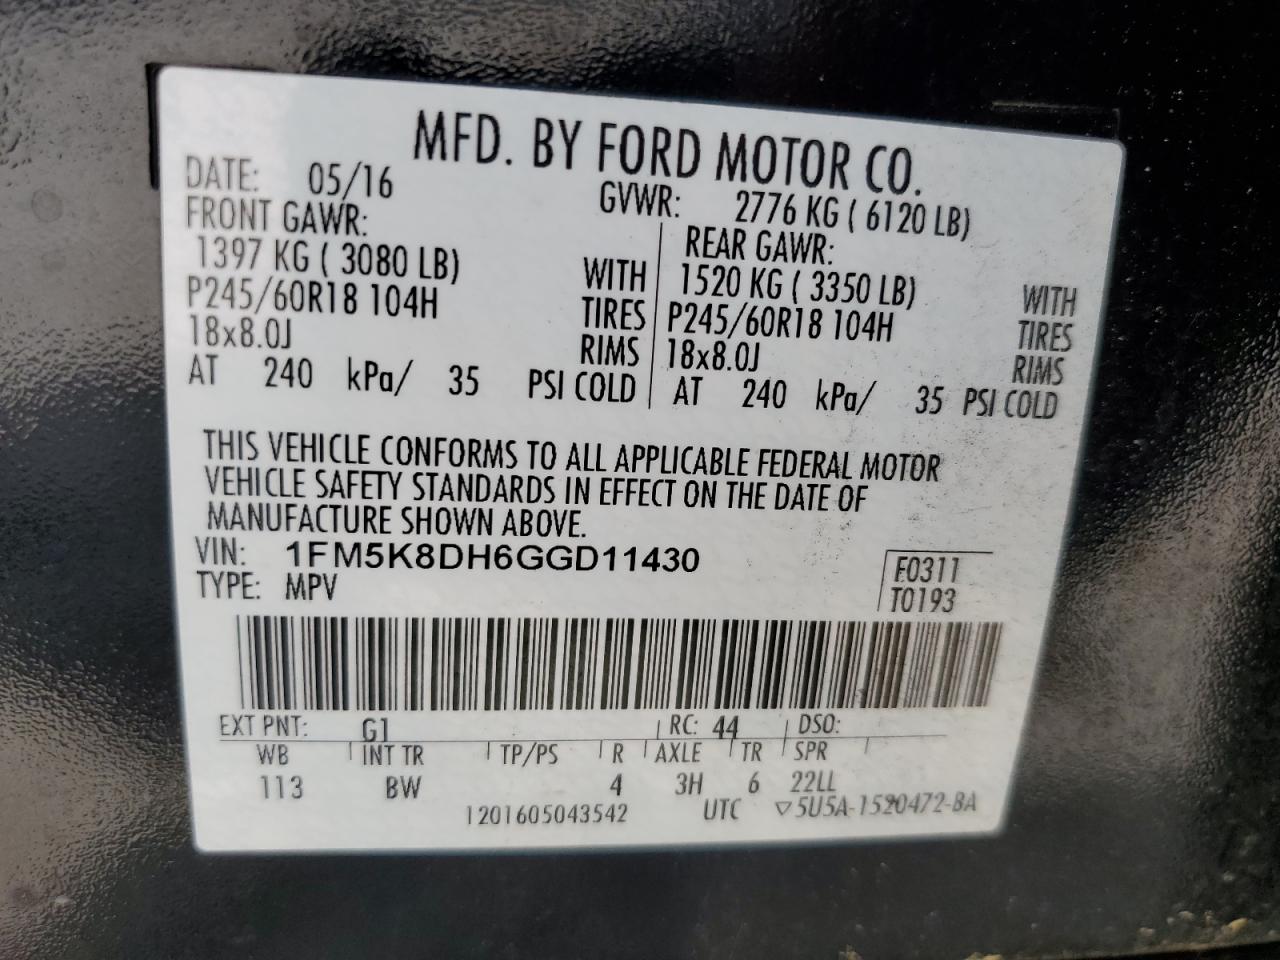 MFD. BY FORD MOTOR CO.
DATE: 05/16 GVWR: 2776 KG ( 6120 LB)
FRONT GAWR: REAR GAWR:
1397 KG ( 3080 LB) WITH 1520 KG ( 3350 LB) WITH
P245/60R18 104H TIRES P245/60R18 104H TIRES
18x8.0J RIMS 18x8.0J RIMS
AT 240 kPa/ 35 PSI COLD AT 240 kPa/ 35 PSI COLD
THIS VEHICLE CONFORMS TO ALL APPLICABLE FEDERAL MOTOR
VEHICLE SAFETY STANDARDS IN EFFECT ON THE DATE OF
MANUFACTURE SHOWN ABOVE.
VIN: 1FM5K8DH6GGD11430 F0311
TYPE: MPV T0193
EXT PNT: G1 RC: 44 DSO:
WB INT TR TP/PS R AXLE TR SPR
113 BW 4 3H 6 22LL
1201605043542 UTC ▽5U5A-1520472-BA